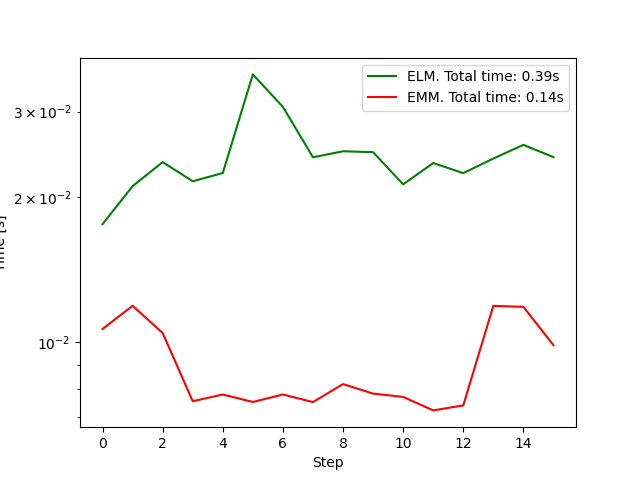 ELM. Total time: 0.39s
EMM. Total time: 0.14s
3 × 10⁻²
2 × 10⁻²
10⁻²
0 2 4 6 8 10 12 14
Step